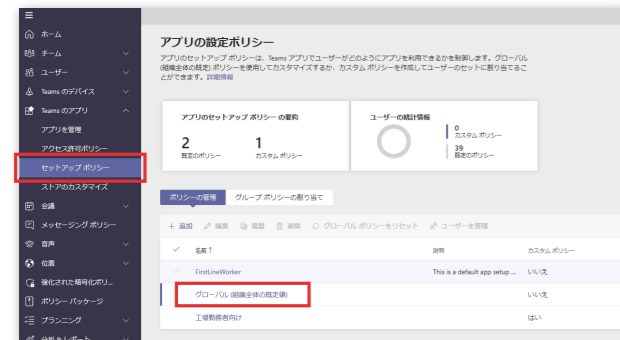 ホーム
チーム
ユーザー
Teams のデバイス
Teams のアプリ
アプリを管理
アクセス許可ポリシー
セットアップ ポリシー
ストアのカスタマイズ
会議
メッセージング ポリシー
音声
位置
強化された暗号化ポリ...
ポリシー パッケージ
プランニング
分析 & レポート
アプリの設定ポリシー
アプリのセットアップ ポリシーは、Teams アプリでユーザーがどのようにアプリを利用できるかを制御します。グローバル
(組織全体の既定) ポリシーを使用してカスタマイズするか、カスタム ポリシーを作成してユーザーのセットに割り当てるこ
とができます。詳細情報
アプリのセットアップ ポリシー の要約
2
既定のポリシー
1
カスタム ポリシー
ユーザーの統計情報
0
カスタム ポリシー
39
既定のポリシー
ポリシーの管理 グループ ポリシーの割り当て
+ 追加 編集 複製 削除 グローバル ポリシーをリセット ユーザーを管理
名前 ↑ 説明 カスタム ポリシー
FirstLineWorker This is a default app setup ... いいえ
グローバル (組織全体の既定値) いいえ
工場勤務者向け はい